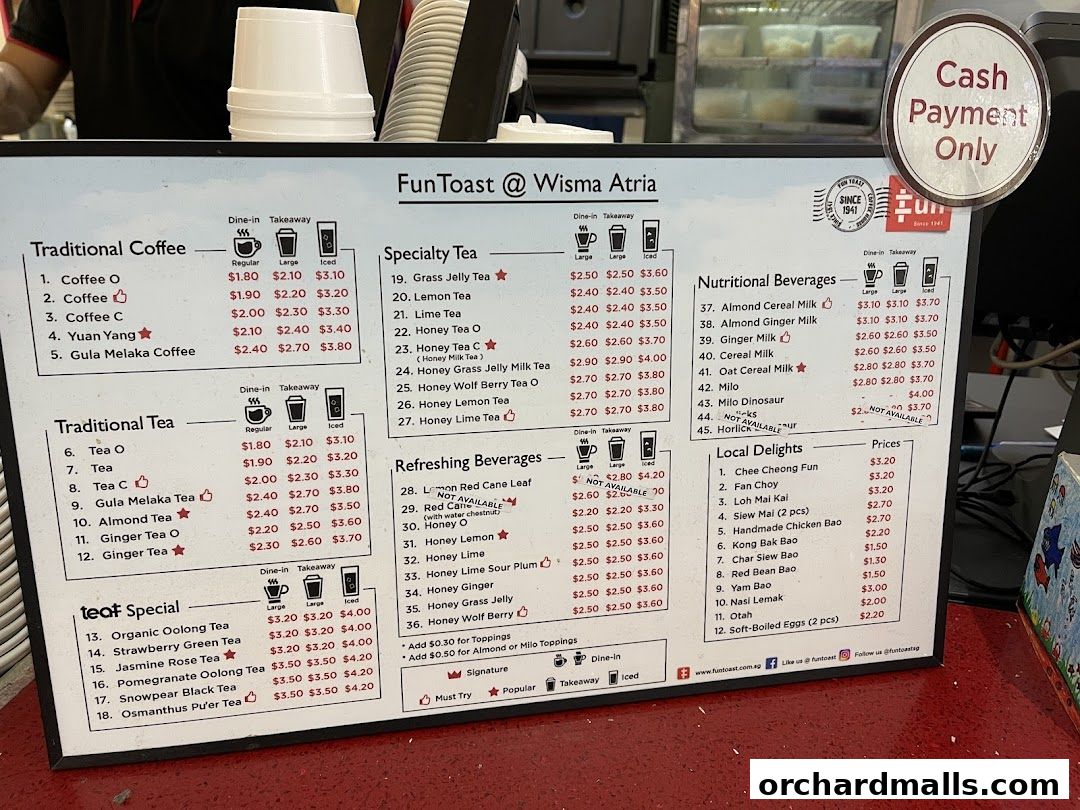 Cash
Payment
Only
FunToast @ Wisma Atria
SINCE
1941
Fun
Since 1941
Traditional Coffee
Dine-in Takeaway
Regular Large Iced
1. Coffee O $1.80 $2.10 $3.10
2. Coffee $1.90 $2.20 $3.20
3. Coffee C $2.00 $2.30 $3.30
4. Yuan Yang $2.10 $2.40 $3.40
5. Gula Melaka Coffee $2.40 $2.70 $3.80
Traditional Tea
Dine-in Takeaway
Regular Large Iced
6. Tea O $1.80 $2.10 $3.10
7. Tea $1.90 $2.20 $3.20
8. Tea C $2.00 $2.30 $3.30
9. Gula Melaka Tea $2.40 $2.70 $3.80
10. Almond Tea $2.40 $2.70 $3.50
11. Ginger Tea O $2.20 $2.50 $3.60
12. Ginger Tea $2.30 $2.60 $3.70
teaf Special
Dine-in Takeaway
Large Large Iced
13. Organic Oolong Tea $3.20 $3.20 $4.00
14. Strawberry Green Tea $3.20 $3.20 $4.00
15. Jasmine Rose Tea $3.20 $3.20 $4.00
16. Pomegranate Oolong Tea $3.50 $3.50 $4.20
17. Snowpear Black Tea $3.50 $3.50 $4.20
18. Osmanthus Pu'er Tea $3.50 $3.50 $4.20
Specialty Tea
Dine-in Takeaway
Large Large Iced
19. Grass Jelly Tea $2.50 $2.50 $3.60
20. Lemon Tea $2.40 $2.40 $3.50
21. Lime Tea $2.40 $2.40 $3.50
22. Honey Tea O $2.40 $2.40 $3.50
23. Honey Tea C $2.60 $2.60 $3.70
( Honey Milk Tea )
24. Honey Grass Jelly Milk Tea $2.90 $2.90 $4.00
25. Honey Wolf Berry Tea O $2.70 $2.70 $3.80
26. Honey Lemon Tea $2.70 $2.70 $3.80
27. Honey Lime Tea $2.70 $2.70 $3.80
Refreshing Beverages
Dine-in Takeaway
Large Large Iced
28. Lemon Red Cane Leaf $2.80 $4.20
NOT AVAILABLE NOT AVAILABLE
29. Red Cane $2.60
(with water chestnut)
30. Honey O $2.20 $2.20 $3.30
31. Honey Lemon $2.50 $2.50 $3.60
32. Honey Lime $2.50 $2.50 $3.60
33. Honey Lime Sour Plum $2.50 $2.50 $3.60
34. Honey Ginger $2.50 $2.50 $3.60
35. Honey Grass Jelly $2.50 $2.50 $3.60
36. Honey Wolf Berry $2.50 $2.50 $3.60
* Add $0.30 for Toppings
* Add $0.50 for Almond or Milo Toppings
Signature Dine-in
Must Try Popular Takeaway Iced
Nutritional Beverages
Dine-in Takeaway
Large Large Iced
37. Almond Cereal Milk $3.10 $3.10 $3.70
38. Almond Ginger Milk $3.10 $3.10 $3.70
39. Ginger Milk $2.60 $2.60 $3.50
40. Cereal Milk $2.60 $2.60 $3.50
41. Oat Cereal Milk $2.80 $2.80 $3.70
42. Milo $2.80 $2.80 $3.70
43. Milo Dinosaur $4.00
44. $3.70
NOT AVAILABLE NOT AVAILABLE
45. Horlick
Local Delights Prices
1. Chee Cheong Fun $3.20
2. Fan Choy $3.20
3. Loh Mai Kai $3.20
4. Siew Mai (2 pcs) $2.70
5. Handmade Chicken Bao $2.70
6. Kong Bak Bao $2.20
7. Char Siew Bao $1.50
8. Red Bean Bao $1.30
9. Yam Bao $1.50
10. Nasi Lemak $3.00
11. Otah $2.00
12. Soft-Boiled Eggs (2 pcs) $2.20
www.funtoast.com.sg Like us @ funtoast Follow us @funtoastsg
orchardmalls.com